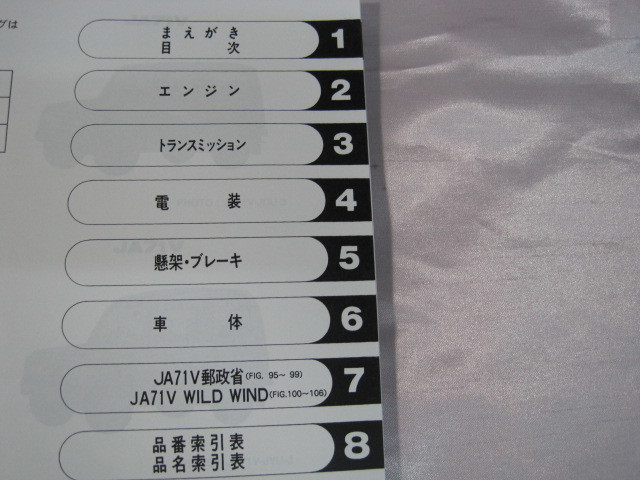 グは
まえがき
目次
1
エンジン
2
トランスミッション
3
電装
4
懸架・ブレーキ
5
車体
6
JA71V郵政省(FIG. 95～ 99)
JA71V WILD WIND(FIG.100～106)
7
品番索引表
品名索引表
8